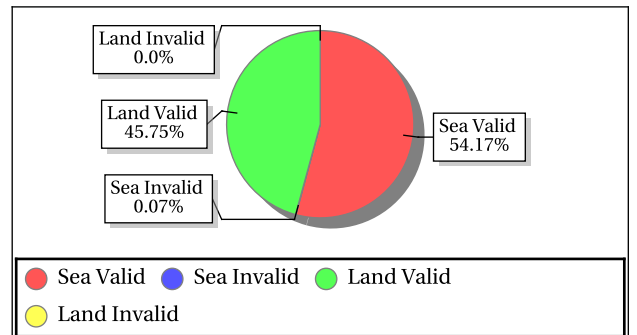 Land Invalid
0.0%
Land Valid
45.75%
Sea Valid
54.17%
Sea Invalid
0.07%
Sea Valid
Sea Invalid
Land Valid
Land Invalid